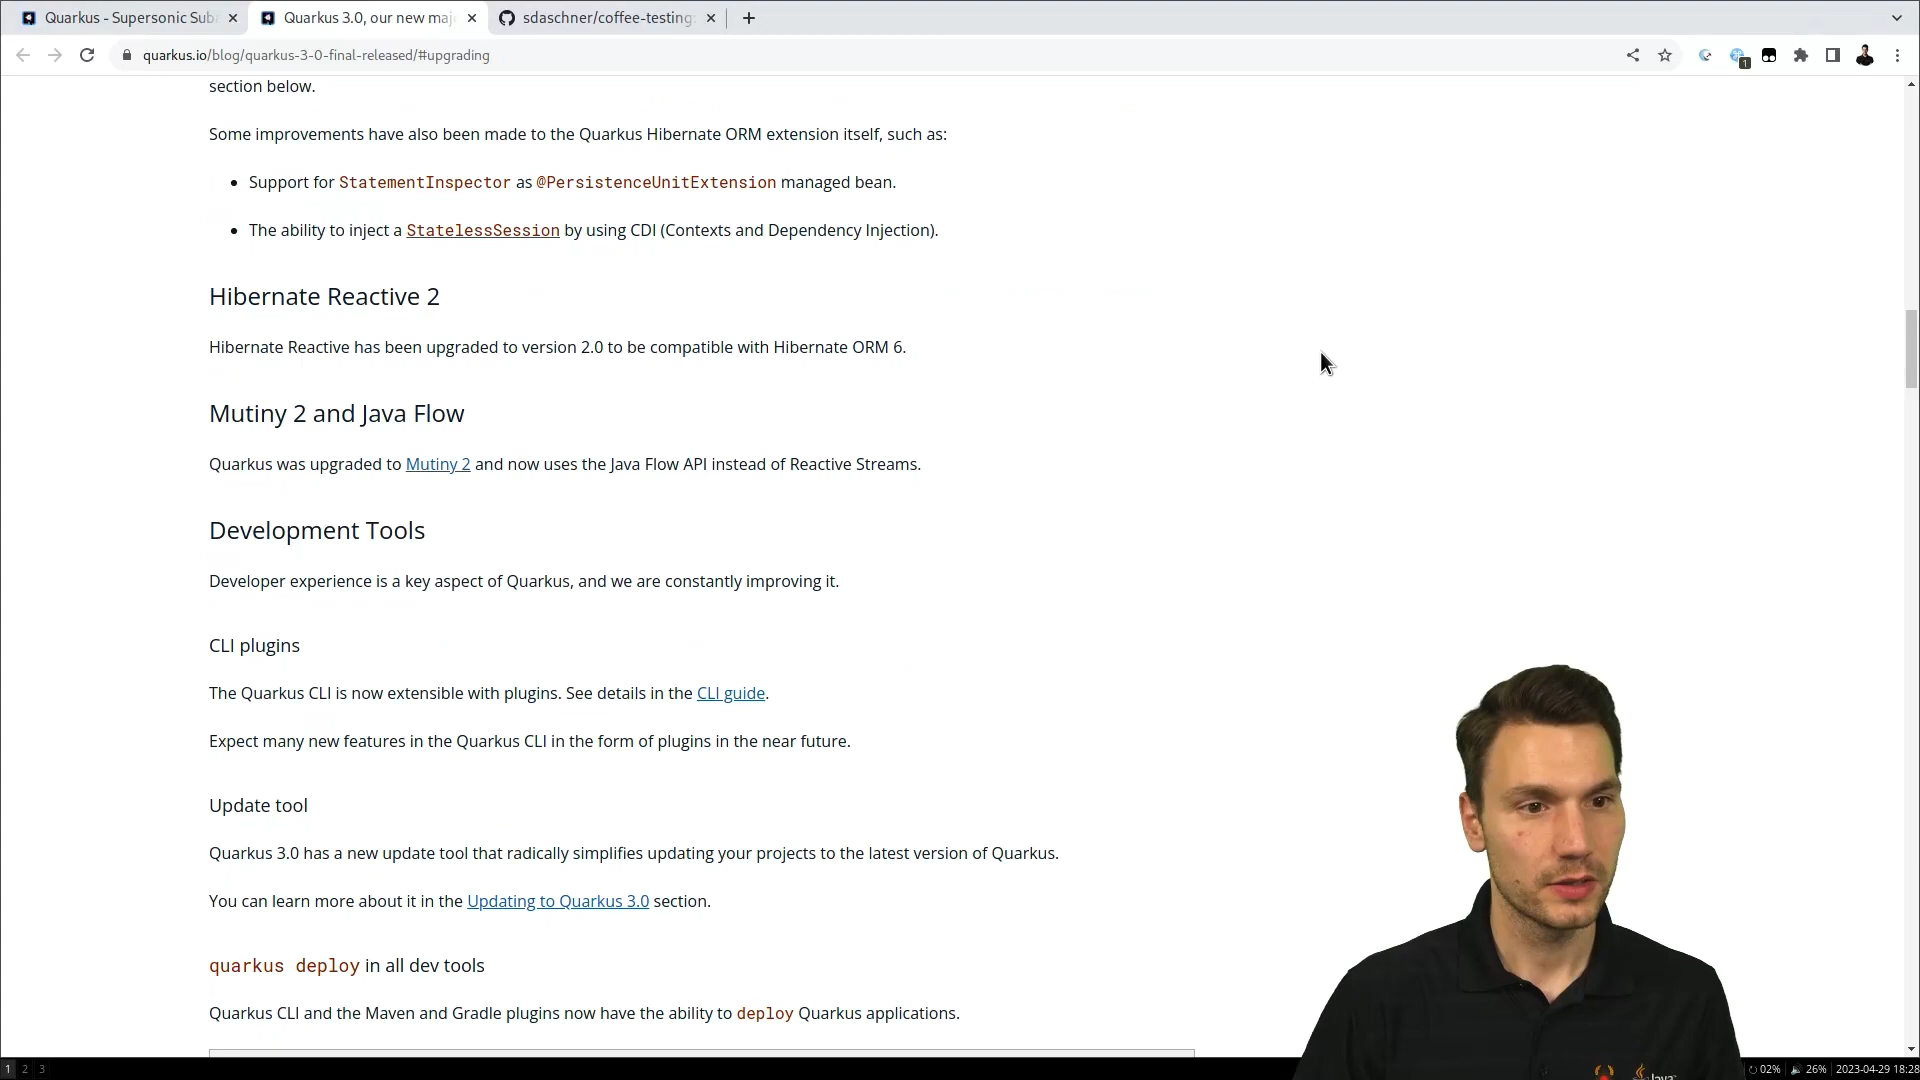 Quarkus - Supersonic Sub
Quarkus 3.0, our new maj
sdaschner/coffee-testing
quarkus.io/blog/quarkus-3-0-final-released/#upgrading
1
section below.
Some improvements have also been made to the Quarkus Hibernate ORM extension itself, such as:
• Support for StatementInspector as @PersistenceUnitExtension managed bean.
• The ability to inject a StatelessSession by using CDI (Contexts and Dependency Injection).
Hibernate Reactive 2
Hibernate Reactive has been upgraded to version 2.0 to be compatible with Hibernate ORM 6.
Mutiny 2 and Java Flow
Quarkus was upgraded to Mutiny 2 and now uses the Java Flow API instead of Reactive Streams.
Development Tools
Developer experience is a key aspect of Quarkus, and we are constantly improving it.
CLI plugins
The Quarkus CLI is now extensible with plugins. See details in the CLI guide.
Expect many new features in the Quarkus CLI in the form of plugins in the near future.
Update tool
Quarkus 3.0 has a new update tool that radically simplifies updating your projects to the latest version of Quarkus.
You can learn more about it in the Updating to Quarkus 3.0 section.
quarkus deploy in all dev tools
Quarkus CLI and the Maven and Gradle plugins now have the ability to deploy Quarkus applications.
1 2 3
02% 26% 2023-04-29 18:28
Java